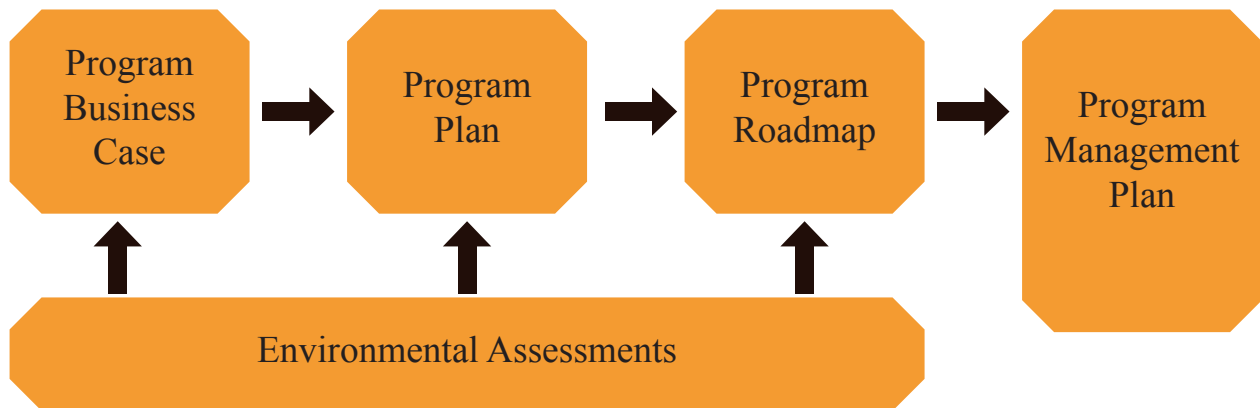 Program
Business
Case
Program
Plan
Program
Roadmap
Program
Management
Plan
Environmental Assessments